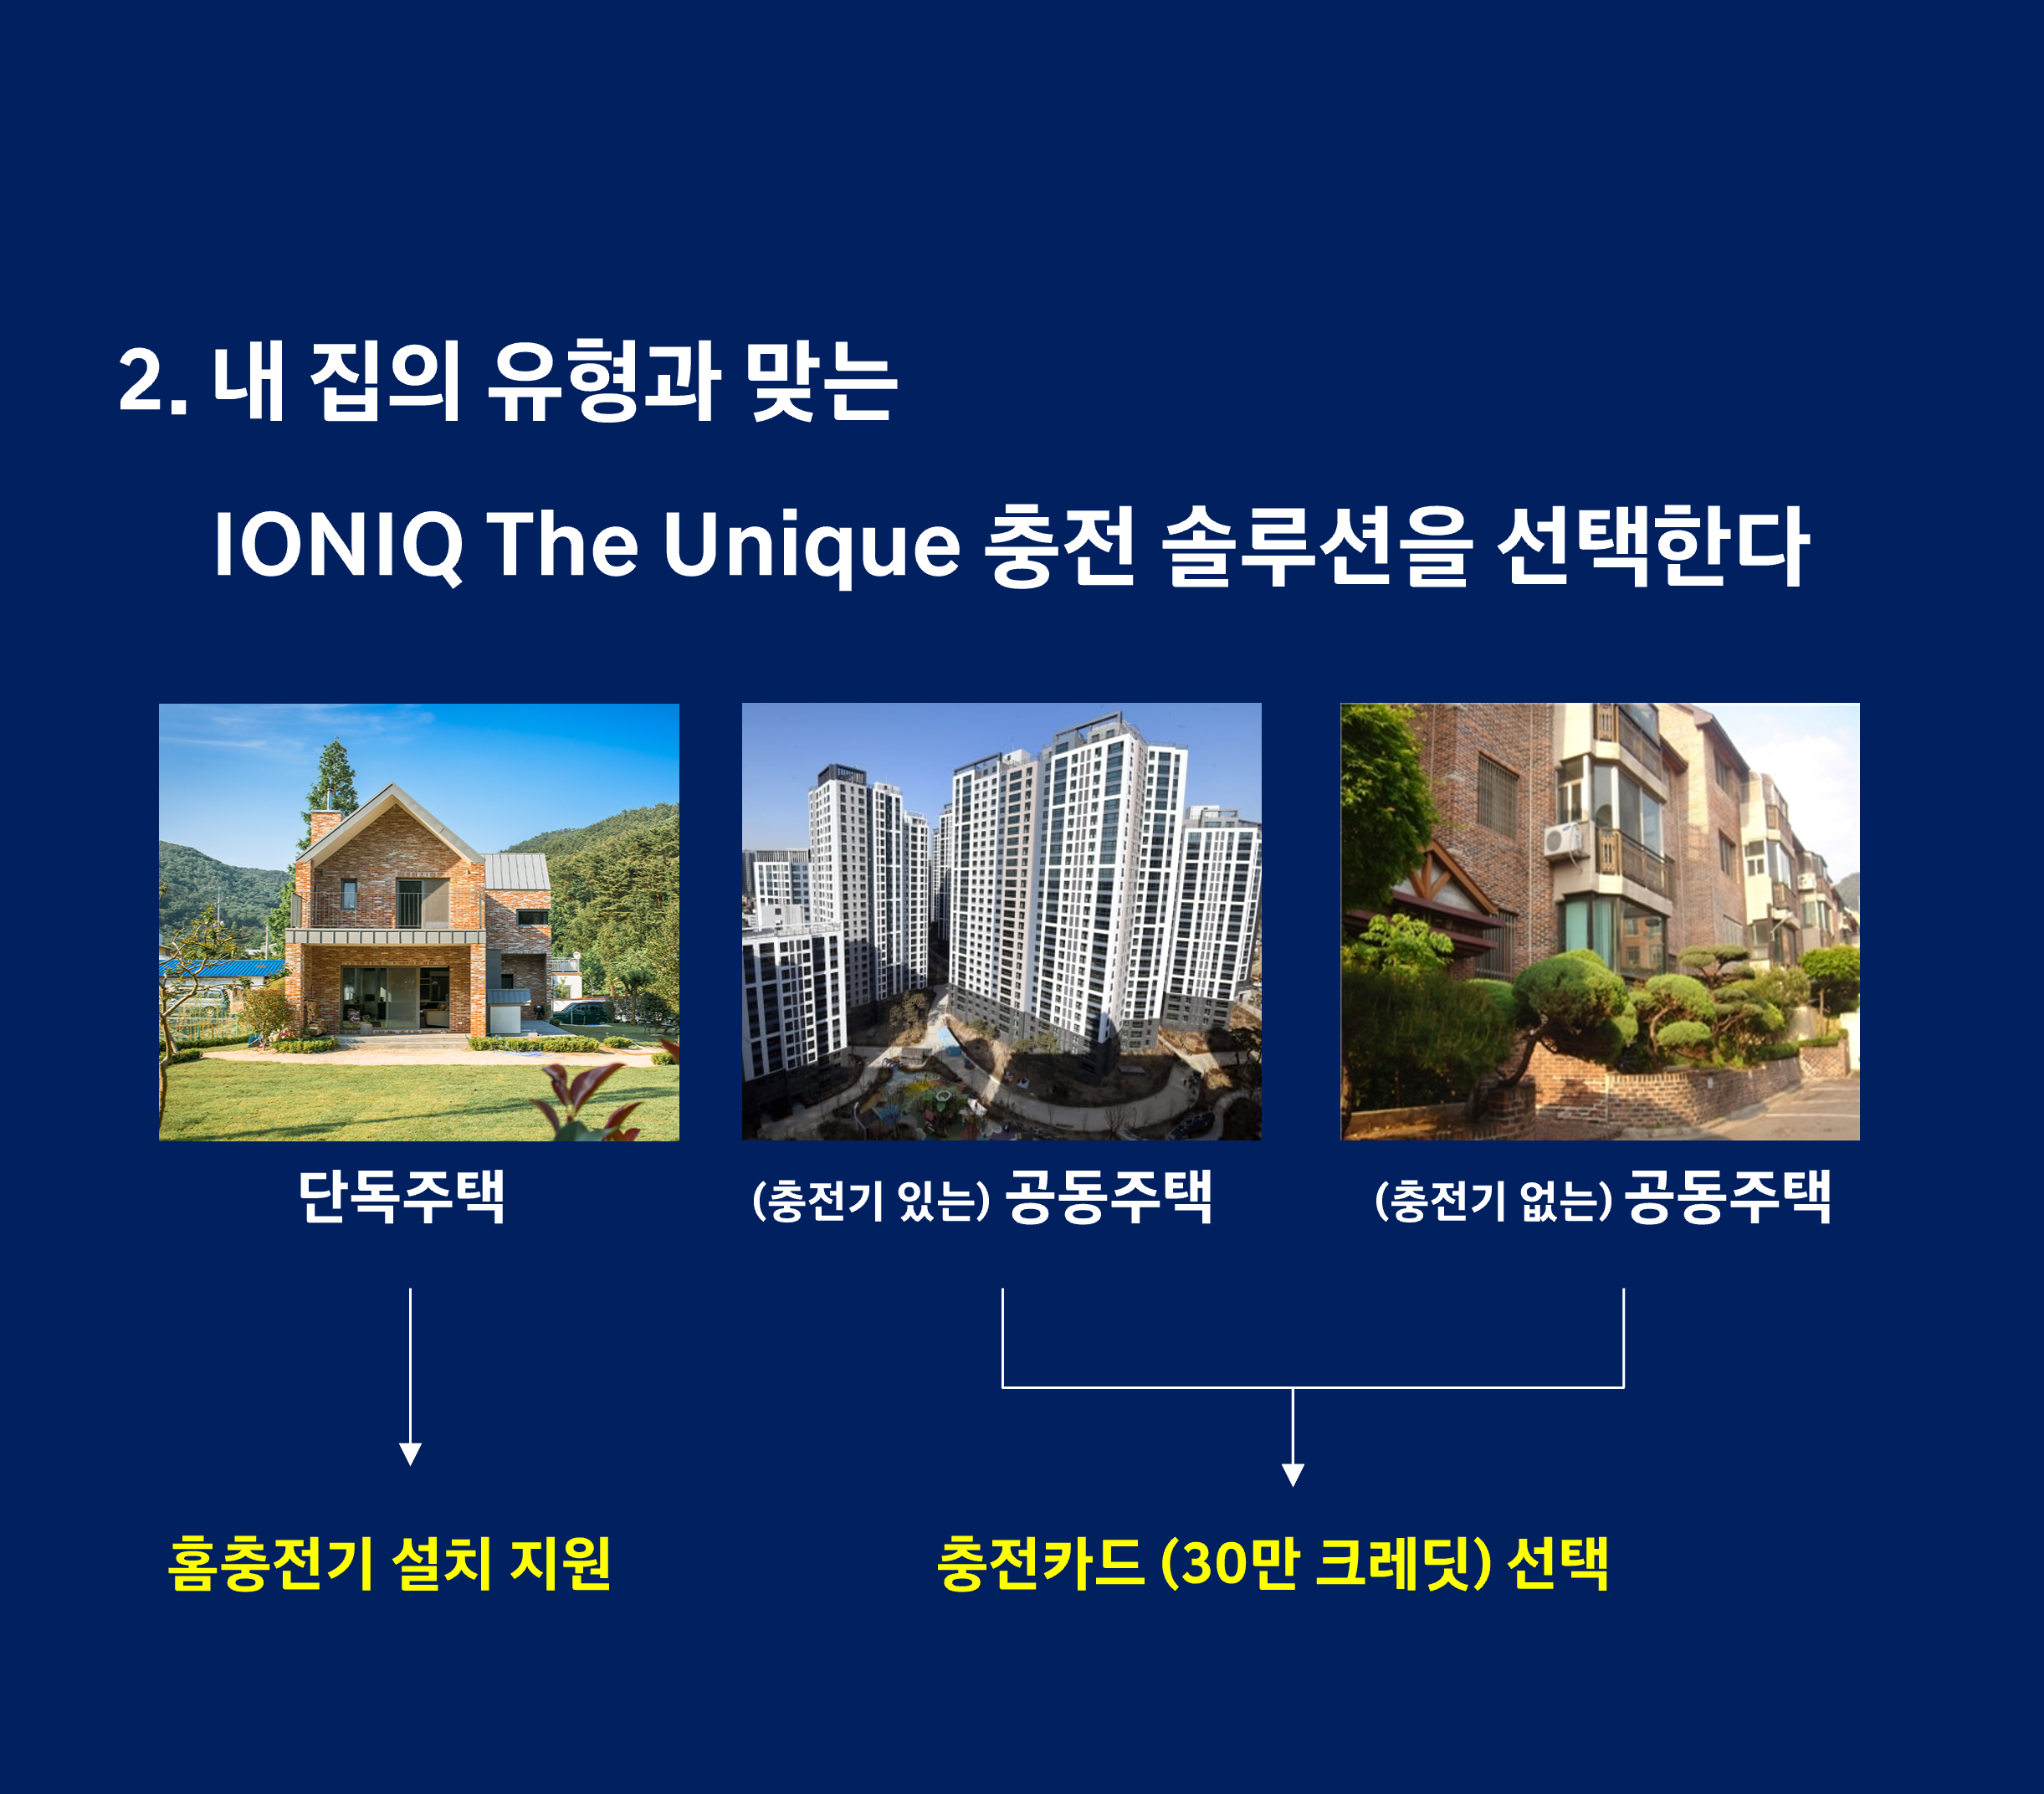 2. 내 집의 유형과 맞는
IONIQ The Unique 충전 솔루션을 선택한다
단독주택
(충전기 있는) 공동주택
(충전기 없는) 공동주택
홈충전기 설치 지원
충전카드 (30만 크레딧) 선택